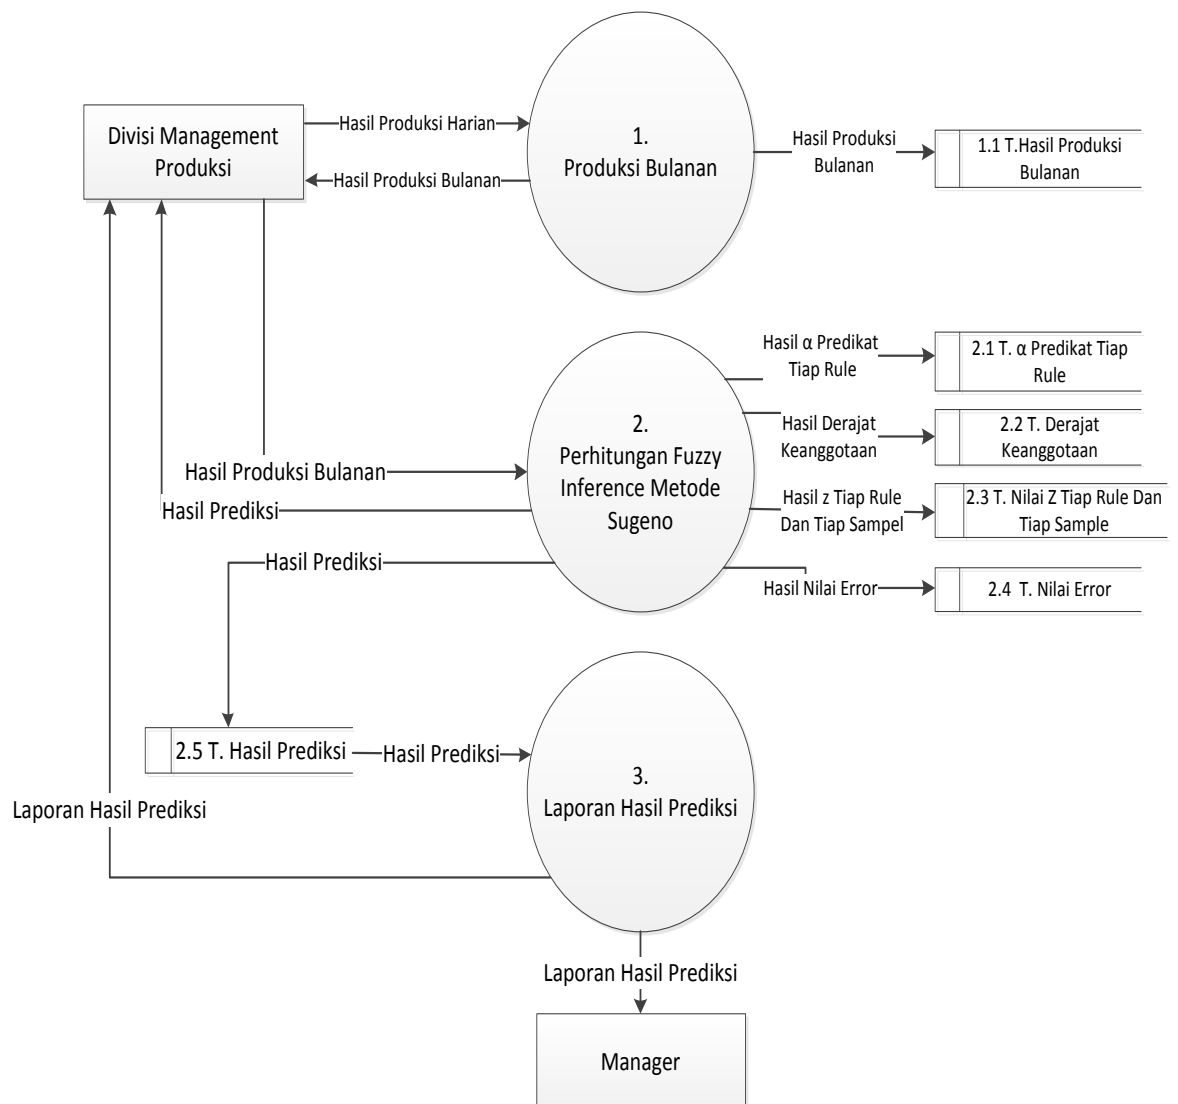 Divisi Management
Produksi
Hasil Produksi Harian
Hasil Produksi Bulanan
1.
Produksi Bulanan
Hasil Produksi
Bulanan
1.1 T.Hasil Produksi
Bulanan
Hasil α Predikat
Tiap Rule
2.1 T. α Predikat Tiap
Rule
2.
Perhitungan Fuzzy
Inference Metode
Sugeno
Hasil Derajat
Keanggotaan
2.2 T. Derajat
Keanggotaan
Hasil Produksi Bulanan
Hasil Prediksi
Hasil z Tiap Rule
Dan Tiap Sampel
2.3 T. Nilai Z Tiap Rule Dan
Tiap Sample
Hasil Prediksi
Hasil Nilai Error
2.4 T. Nilai Error
2.5 T. Hasil Prediksi
Hasil Prediksi
3.
Laporan Hasil Prediksi
Laporan Hasil Prediksi
Laporan Hasil Prediksi
Manager